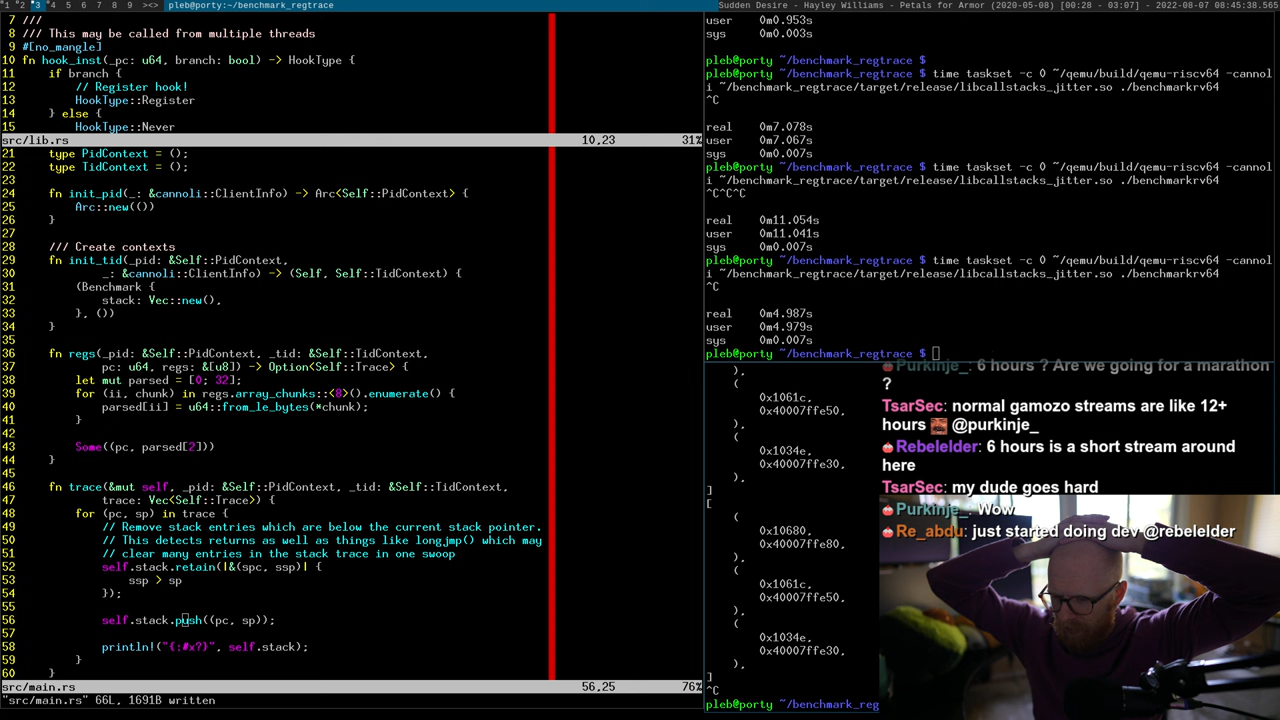 *1 *2 *3 *4 5 6 7 8 9 ><> pleb@porty:~/benchmark_regtrace Sudden Desire - Hayley Williams - Petals for Armor (2020-05-08) [00:28 - 03:07] - 2022-08-07 08:45:38.565
7 ///
8 /// This may be called from multiple threads
9 #[no_mangle]
10 fn hook_inst(_pc: u64, branch: bool) -> HookType {
11 if branch {
12 // Register hook!
13 HookType::Register
14 } else {
15 HookType::Never
src/lib.rs 10,23 31%
21 type PidContext = ();
22 type TidContext = ();
23
24 fn init_pid(_: &cannoli::ClientInfo) -> Arc<Self::PidContext> {
25 Arc::new(())
26 }
27
28 /// Create contexts
29 fn init_tid(_pid: &Self::PidContext,
30 _: &cannoli::ClientInfo) -> (Self, Self::TidContext) {
31 (Benchmark {
32 stack: Vec::new(),
33 }, ())
34 }
35
36 fn regs(_pid: &Self::PidContext, _tid: &Self::TidContext,
37 pc: u64, regs: &[u8]) -> Option<Self::Trace> {
38 let mut parsed = [0; 32];
39 for (ii, chunk) in regs.array_chunks::<8>().enumerate() {
40 parsed[ii] = u64::from_le_bytes(*chunk);
41 }
42
43 Some((pc, parsed[2]))
44 }
45
46 fn trace(&mut self, _pid: &Self::PidContext, _tid: &Self::TidContext,
47 trace: Vec<Self::Trace>) {
48 for (pc, sp) in trace {
49 // Remove stack entries which are below the current stack pointer.
50 // This detects returns as well as things like longjmp() which may
51 // clear many entries in the stack trace in one swoop
52 self.stack.retain(|&(spc, ssp)| {
53 ssp > sp
54 });
55
56 self.stack.push((pc, sp));
57
58 println!("{:#x?}", self.stack);
59 }
60 }
src/main.rs 56,25 76%
"src/main.rs" 66L, 1691B written
user 0m0.953s
sys 0m0.003s

pleb@porty ~/benchmark_regtrace $
pleb@porty ~/benchmark_regtrace $ time taskset -c 0 ~/qemu/build/qemu-riscv64 -cannol
i ~/benchmark_regtrace/target/release/libcallstacks_jitter.so ./benchmarkrv64
^C

real 0m7.078s
user 0m7.067s
sys 0m0.007s
pleb@porty ~/benchmark_regtrace $ time taskset -c 0 ~/qemu/build/qemu-riscv64 -cannol
i ~/benchmark_regtrace/target/release/libcallstacks_jitter.so ./benchmarkrv64
^C^C^C

real 0m11.054s
user 0m11.041s
sys 0m0.007s
pleb@porty ~/benchmark_regtrace $ time taskset -c 0 ~/qemu/build/qemu-riscv64 -cannol
i ~/benchmark_regtrace/target/release/libcallstacks_jitter.so ./benchmarkrv64
^C

real 0m4.987s
user 0m4.979s
sys 0m0.007s
pleb@porty ~/benchmark_regtrace $
),
(
0x1061c,
0x40007ffe50,
),
(
0x1034e,
0x40007ffe30,
),
]
[
(
0x10680,
0x40007ffe80,
),
(
0x1061c,
0x40007ffe50,
),
(
0x1034e,
0x40007ffe30,
),
]
^C
pleb@porty ~/benchmark_reg
Purkinje_: 6 hours ? Are we going for a marathon
?
TsarSec: normal gamozo streams are like 12+
hours @purkinje_
Rebelelder: 6 hours is a short stream around
here
TsarSec: my dude goes hard
Purkinje_: Wow
Re_abdu: just started doing dev @rebelelder